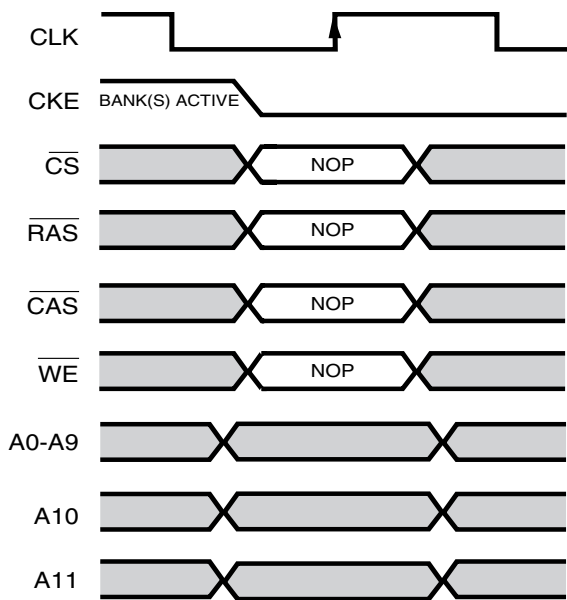 CLK
CKE BANK(S) ACTIVE
CS NOP
RAS NOP
CAS NOP
WE NOP
A0-A9
A10
A11